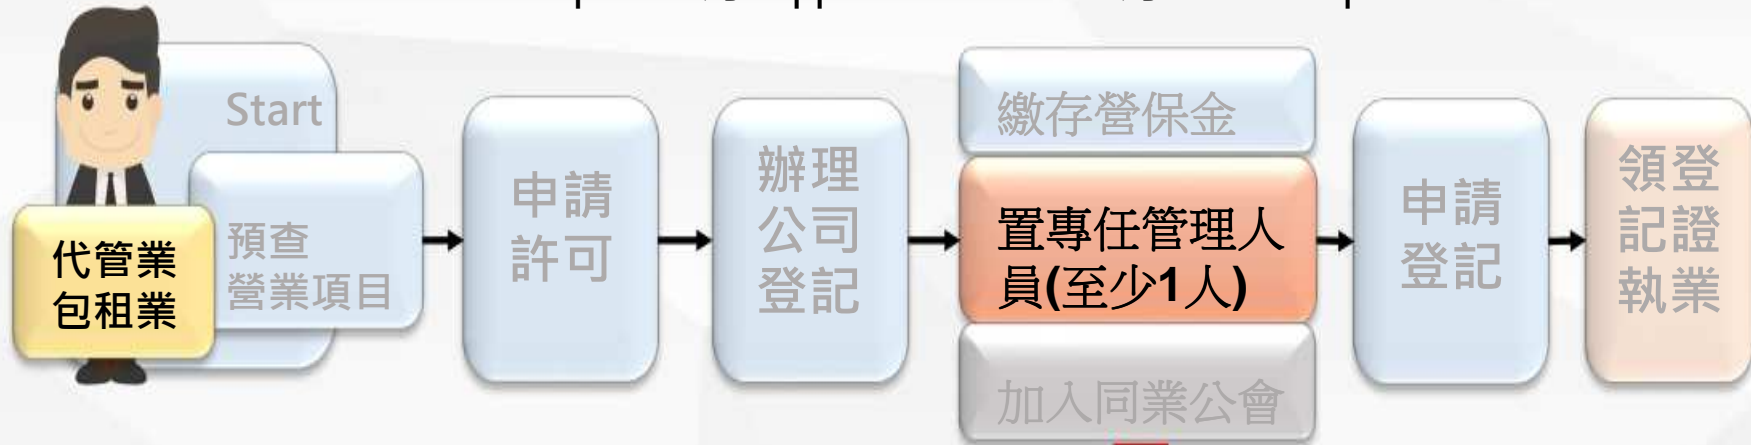 Start
預查
營業項目
代管業
包租業
申請
許可
辦理
公司
登記
繳存營保金
置專任管理人
員(至少1人)
加入同業公會
申請
登記
領登
記證
執業